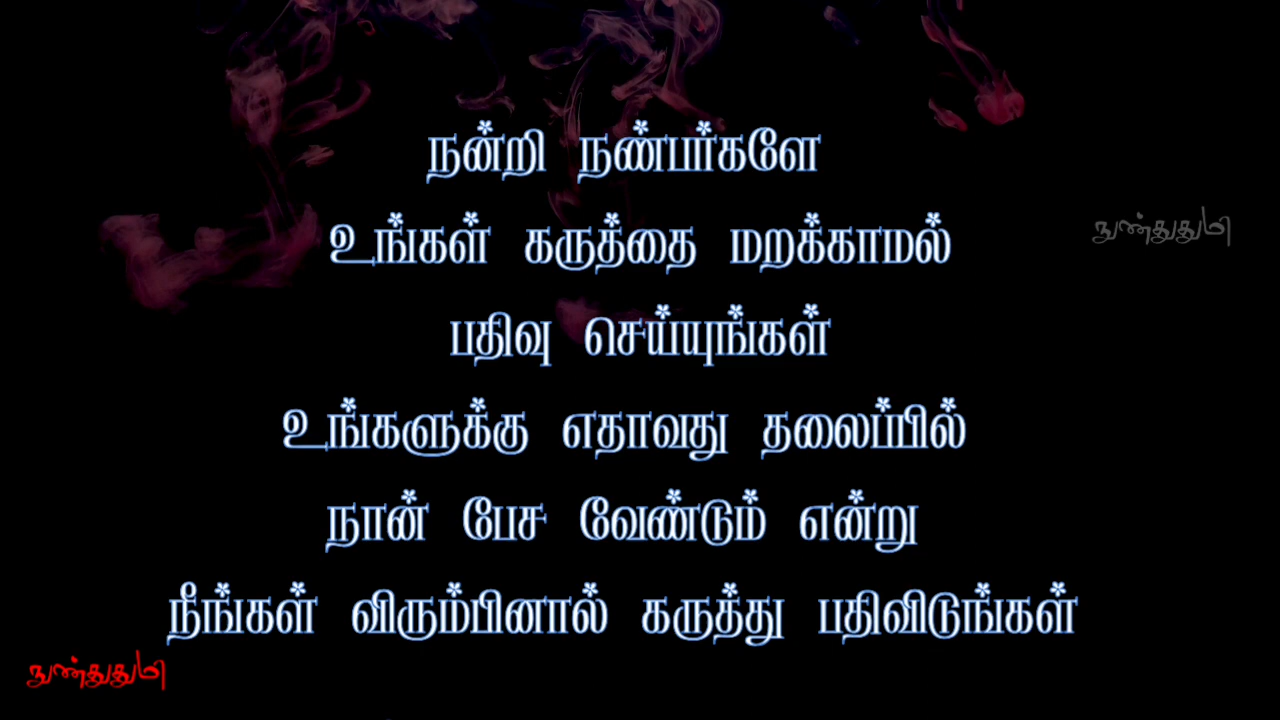 நன்றி நண்பர்களே
உங்கள் கருத்தை மறக்காமல்
நுண்துதுமி
பதிவு செய்யுங்கள்
உங்களுக்கு எதாவது தலைப்பில்
நான் பேச வேண்டும் என்று
நீங்கள் விரும்பினால் கருத்து பதிவிடுங்கள்
நுண்துதுமி